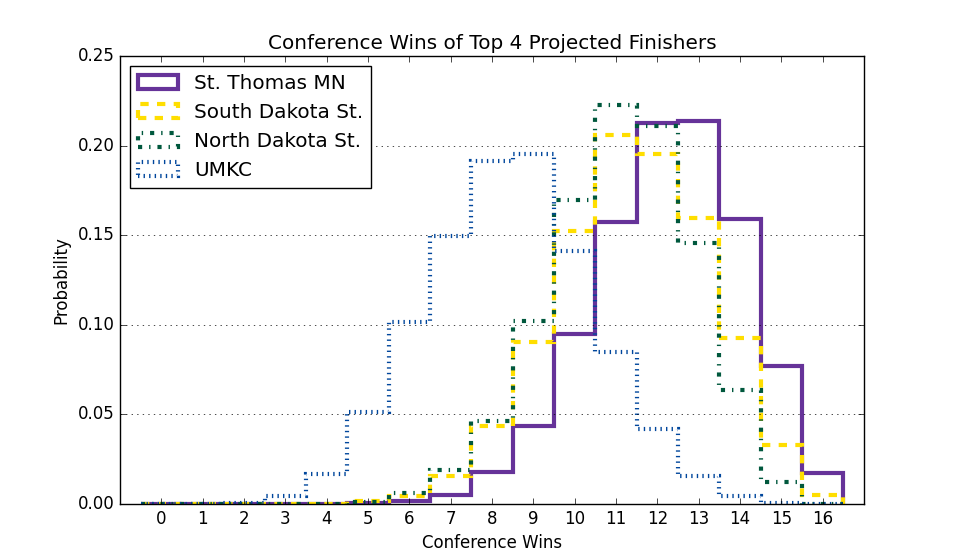 Conference Wins of Top 4 Projected Finishers
St. Thomas MN
South Dakota St.
North Dakota St.
UMKC
Probability
0.25
0.20
0.15
0.10
0.05
0.00
0 1 2 3 4 5 6 7 8 9 10 11 12 13 14 15 16
Conference Wins